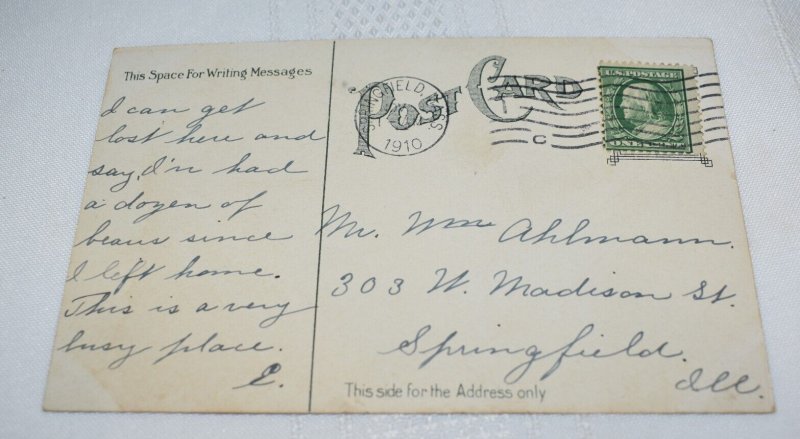 This Space For Writing Messages
POST CARD
SPRINGFIELD, MASS.
1910
C
U.S. POSTAGE
ONE CENT
I can get
lost here and
say, I'v had
a dozen of
beaus since
I left home.
This is a very
busy place.
E.
Mr. Wm Ahlmann.
303 W. Madison St.
Springfield.
Ill.
This side for the Address only